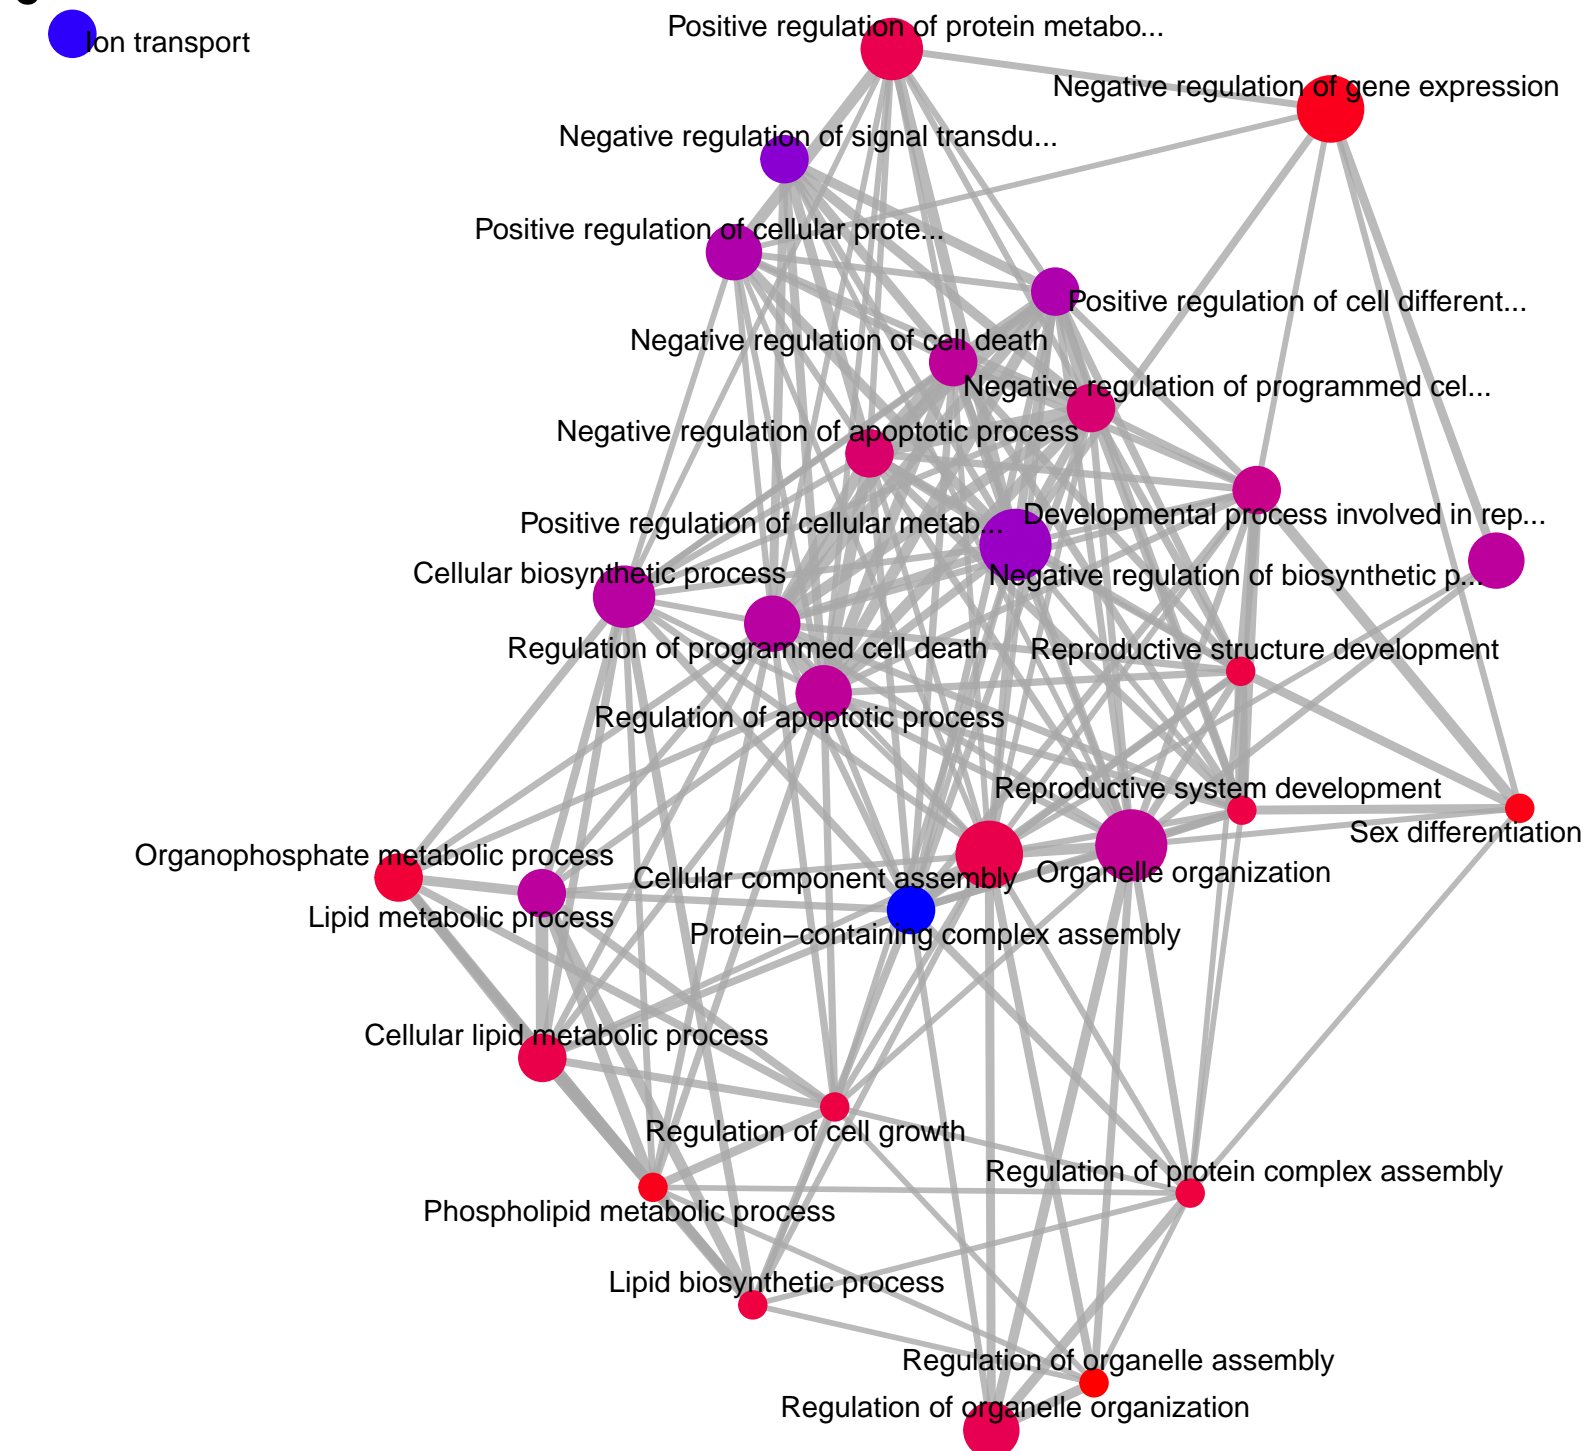 Ion transport
Positive regulation of protein metabo...
Negative regulation of gene expression
Negative regulation of signal transdu...
Positive regulation of cellular prote...
Positive regulation of cell different...
Negative regulation of cell death
Negative regulation of programmed cel...
Negative regulation of apoptotic process
Developmental process involved in rep...
Positive regulation of cellular metab...
Cellular biosynthetic process
Negative regulation of biosynthetic p...
Regulation of programmed cell death
Reproductive structure development
Regulation of apoptotic process
Reproductive system development
Sex differentiation
Organophosphate metabolic process
Cellular component assembly
Organelle organization
Lipid metabolic process
Protein−containing complex assembly
Cellular lipid metabolic process
Regulation of cell growth
Regulation of protein complex assembly
Phospholipid metabolic process
Lipid biosynthetic process
Regulation of organelle assembly
Regulation of organelle organization